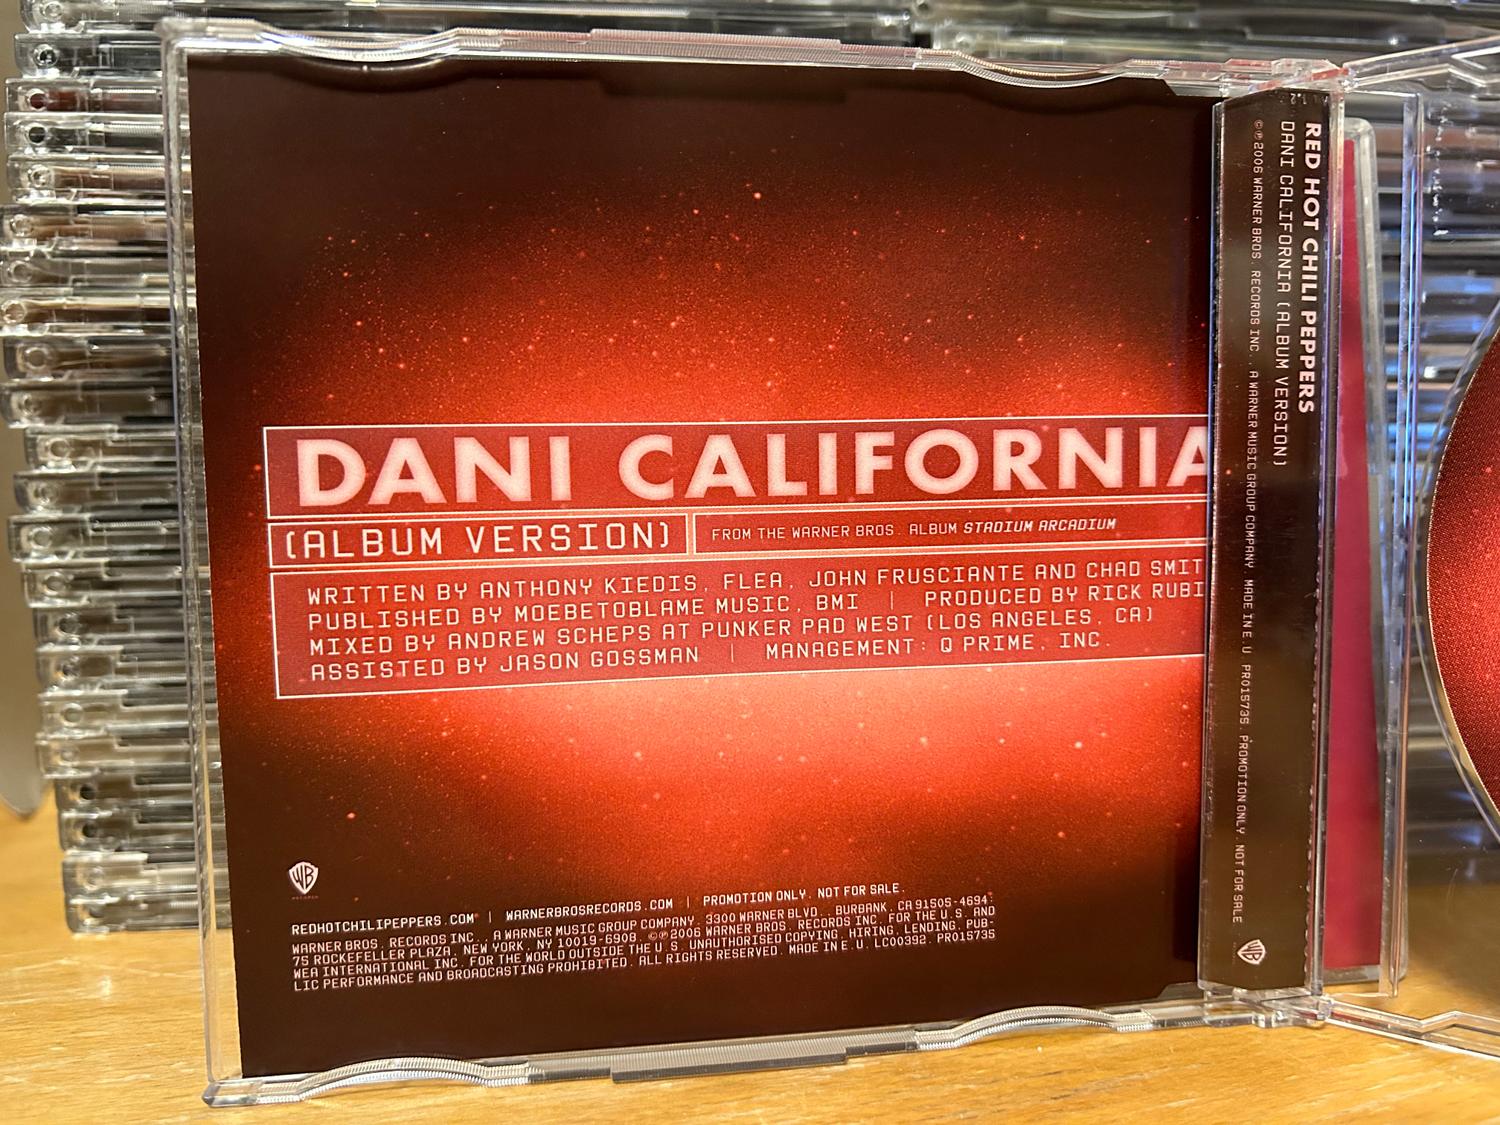 DANI CALIFORNIA
(ALBUM VERSION)
FROM THE WARNER BROS. ALBUM STADIUM ARCADIUM
WRITTEN BY ANTHONY KIEDIS, FLEA, JOHN FRUSCIANTE AND CHAD SMIT
PUBLISHED BY MOEBETOBLAME MUSIC, BMI | PRODUCED BY RICK RUBI
MIXED BY ANDREW SCHEPS AT PUNKER PAD WEST (LOS ANGELES, CA)
ASSISTED BY JASON GOSSMAN | MANAGEMENT: Q PRIME, INC.
WB
REDHOTCHILIPEPPERS.COM | WARNERBROSRECORDS.COM | PROMOTION ONLY. NOT FOR SALE.
WARNER BROS. RECORDS INC., A WARNER MUSIC GROUP COMPANY. 3300 WARNER BLVD., BURBANK, CA 91505-4694;
75 ROCKEFELLER PLAZA, NEW YORK, NY 10019-6908. ©℗2006 WARNER BROS. RECORDS INC. FOR THE U.S. AND
WEA INTERNATIONAL INC. FOR THE WORLD OUTSIDE THE U.S. UNAUTHORISED COPYING, HIRING, LENDING, PUB-
LIC PERFORMANCE AND BROADCASTING PROHIBITED. ALL RIGHTS RESERVED. MADE IN E.U. LC00392. PR015735
RED HOT CHILI PEPPERS
DANI CALIFORNIA (ALBUM VERSION)
©℗2006 WARNER BROS. RECORDS INC., A WARNER MUSIC GROUP COMPANY. MADE IN E.U. PR015735. PROMOTION ONLY. NOT FOR SALE
WB